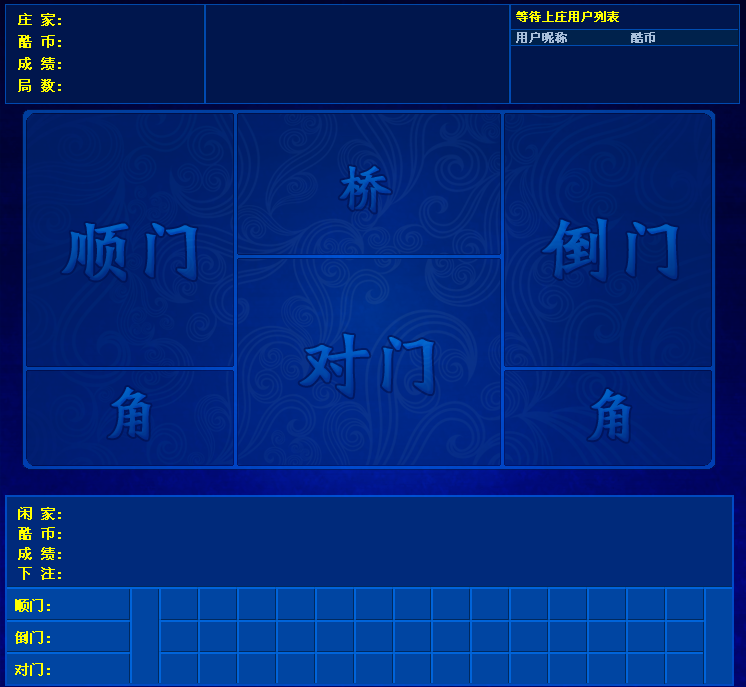 庄 家:
酷 币:
成 绩:
局 数:
等待上庄用户列表
用户昵称 酷币
顺门
桥
倒门
对门
角
角
闲 家:
酷 币:
成 绩:
下 注:
顺门:
倒门:
对门: